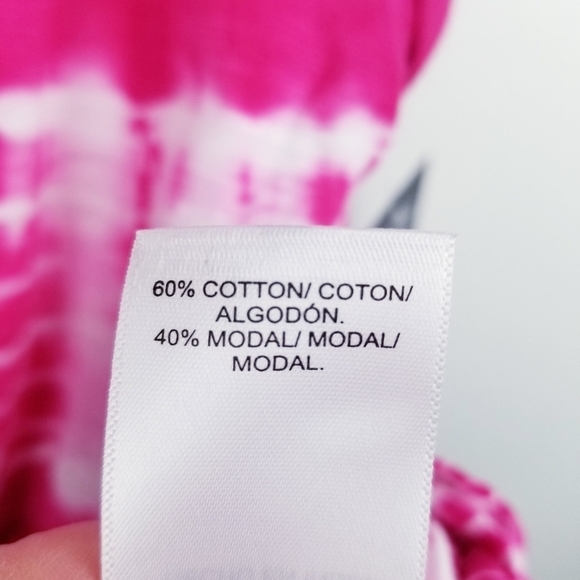 60% COTTON/ COTON/
ALGODÓN.
40% MODAL/ MODAL/
MODAL.